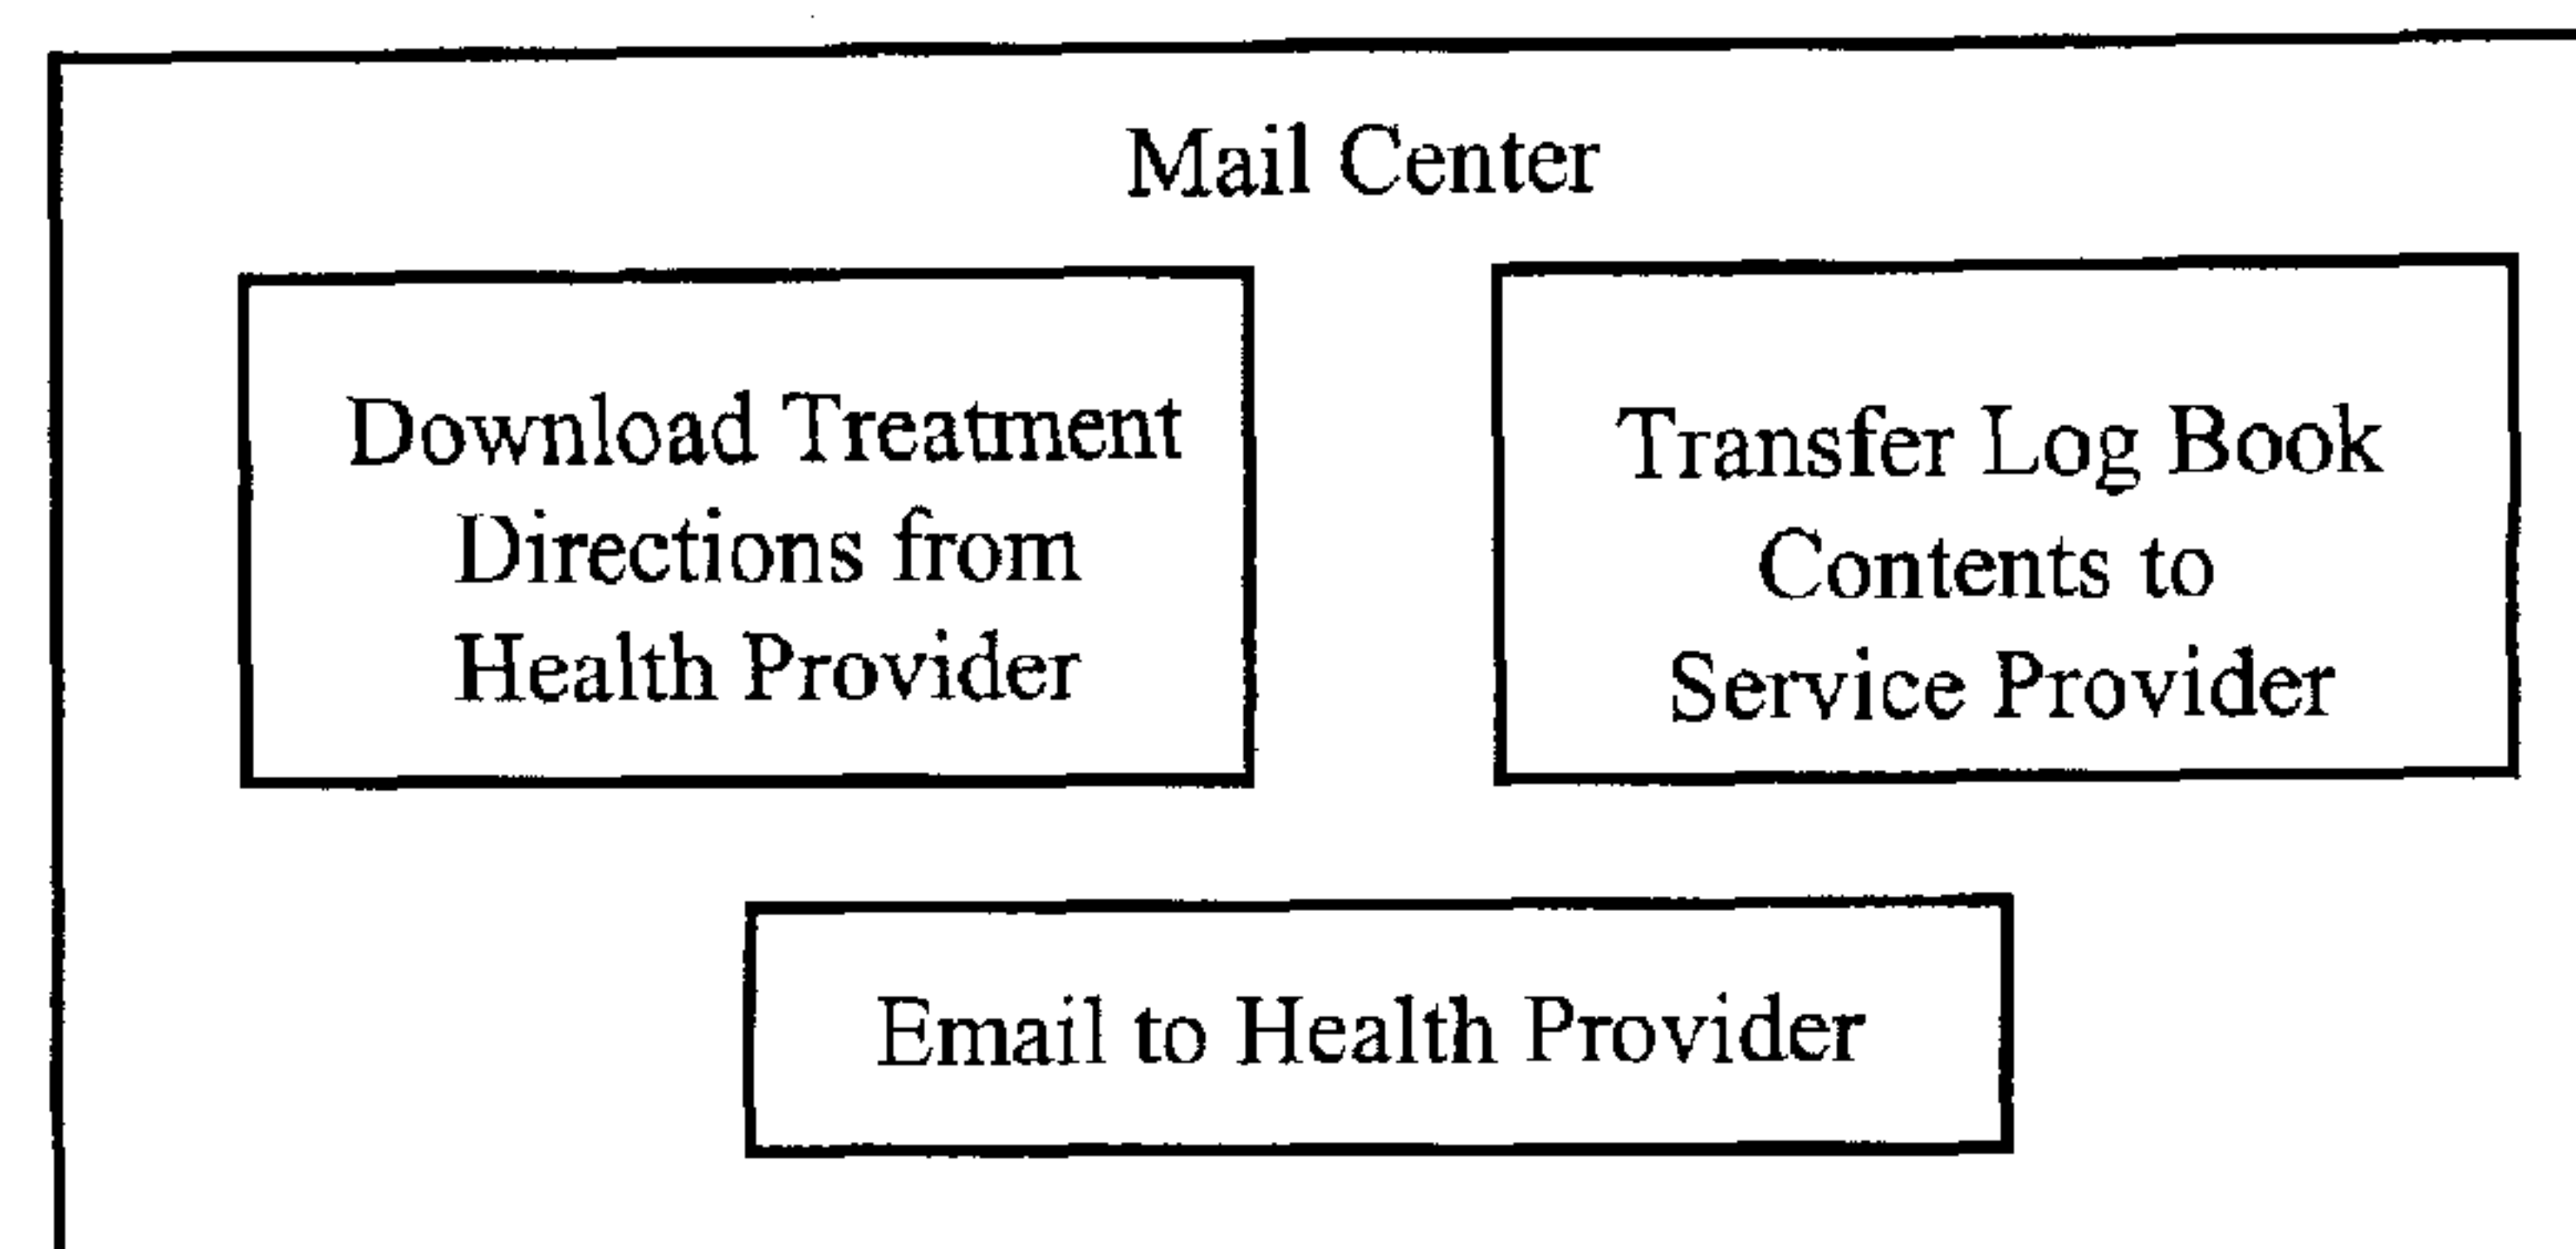 Mail Center
Download Treatment
Directions from
Health Provider
Transfer Log Book
Contents to
Service Provider
Email to Health Provider